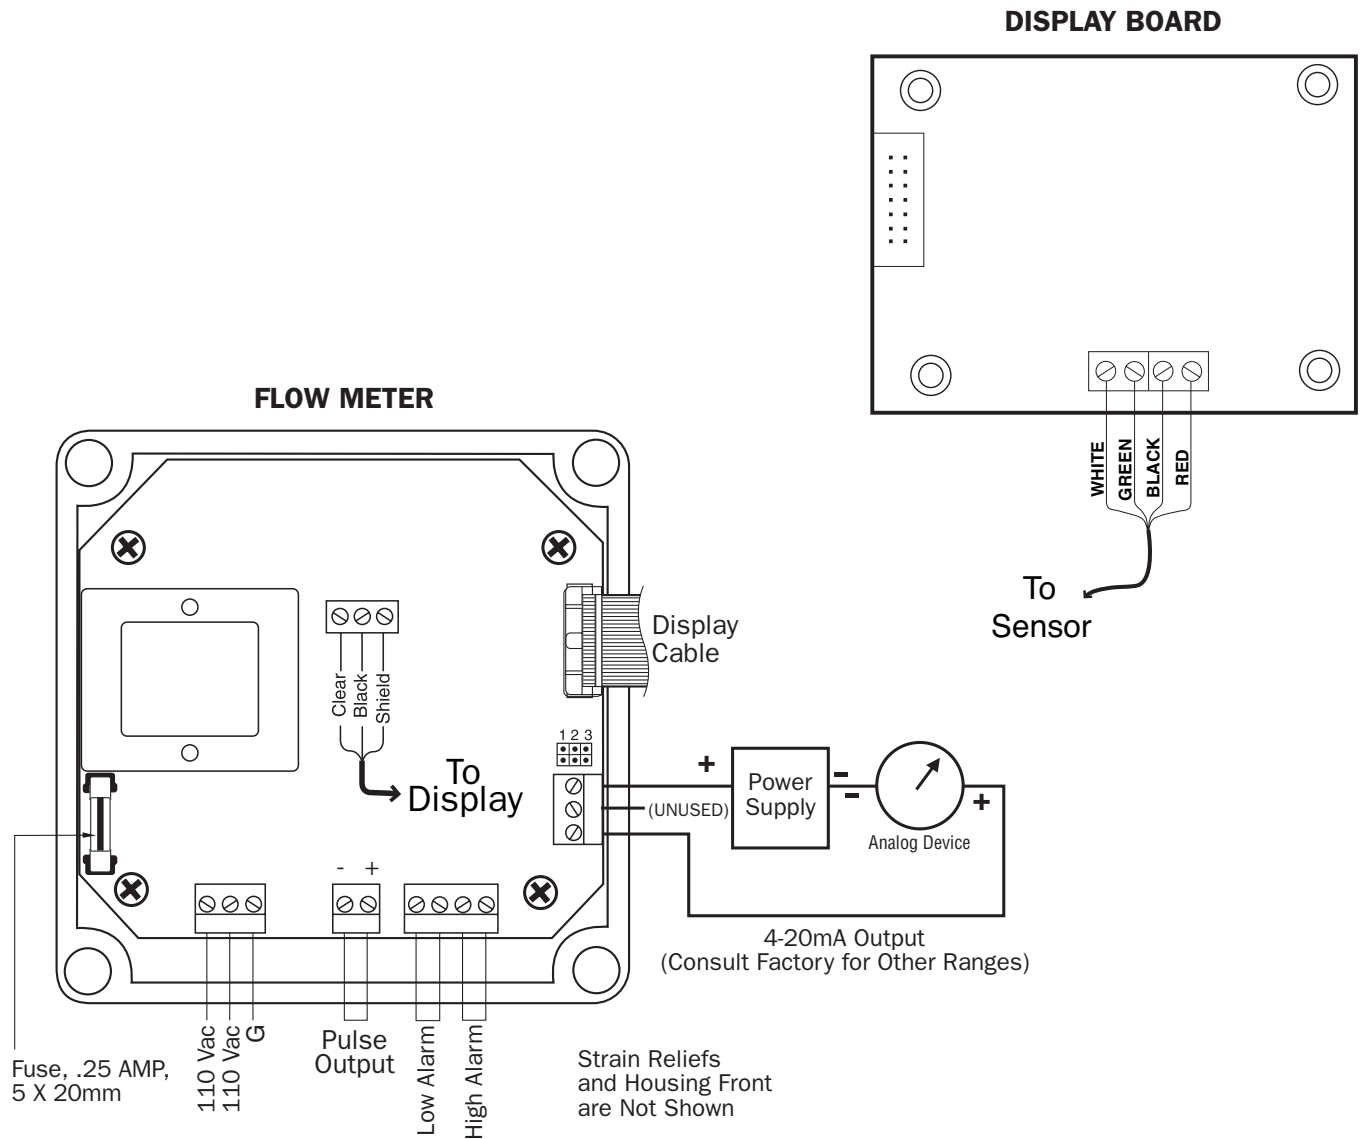 DISPLAY BOARD
WHITE
GREEN
BLACK
RED
To
Sensor
FLOW METER
Display
Cable
Clear
Black
Shield
To
Display
1 2 3
+
(UNUSED)
Power
Supply
-
-
+
Analog Device
4-20mA Output
(Consult Factory for Other Ranges)
- +
Fuse, .25 AMP,
5 X 20mm
110 Vac
110 Vac
G
Pulse
Output
Low Alarm
High Alarm
Strain Reliefs
and Housing Front
are Not Shown